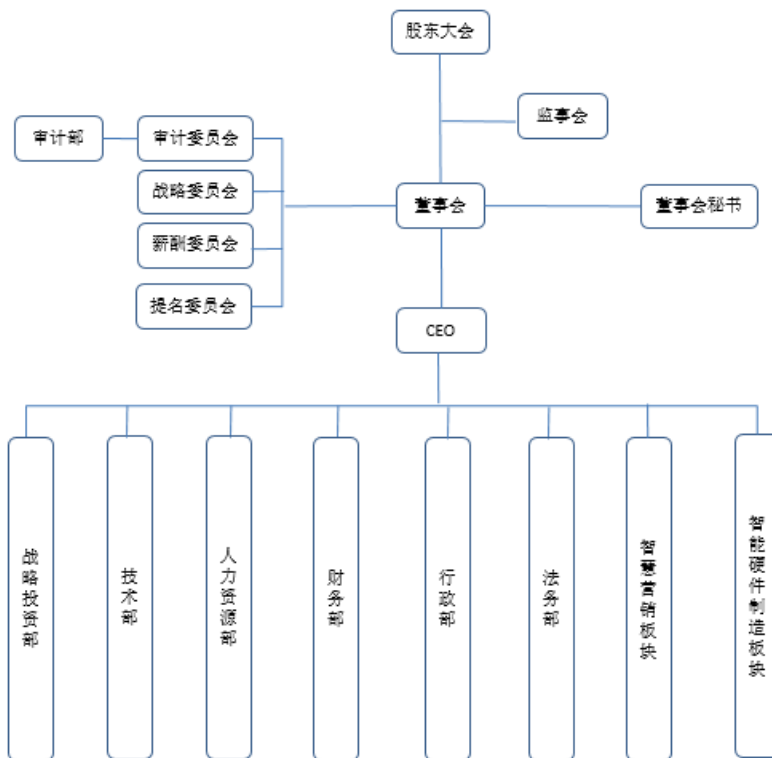 股东大会
监事会
审计部
审计委员会
战略委员会
董事会
董事会秘书
薪酬委员会
提名委员会
CEO
战略投资部
技术部
人力资源部
财务部
行政部
法务部
智慧营销板块
智能硬件制造板块